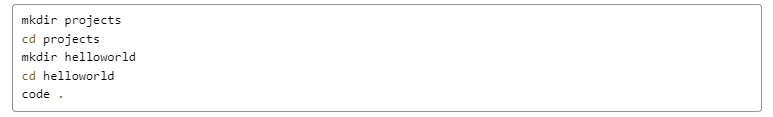 mkdir projects
cd projects
mkdir helloworld
cd helloworld
code .